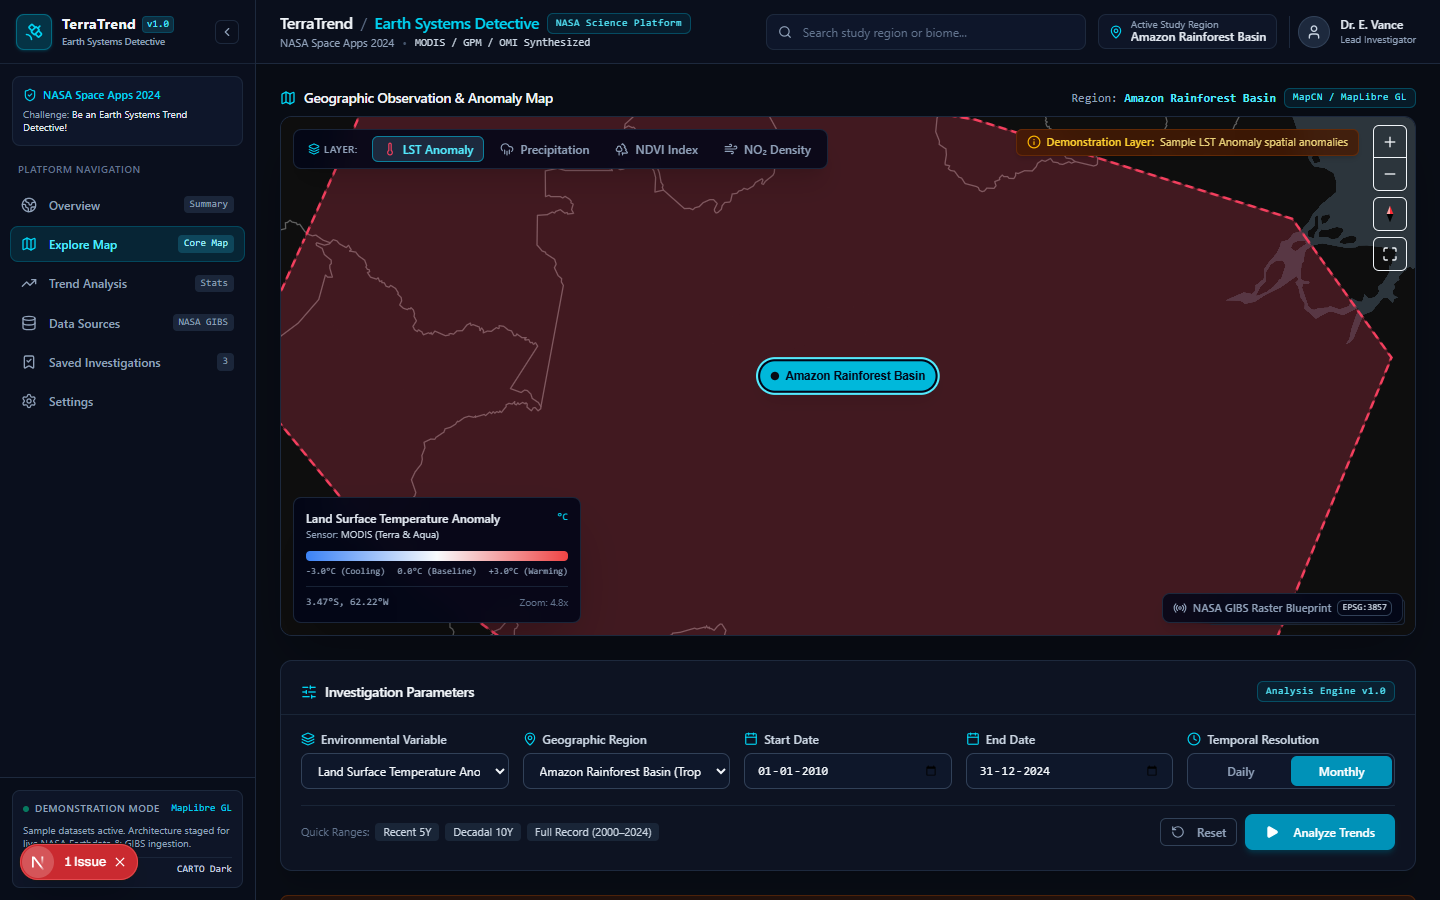 TerraTrend v1.0
Earth Systems Detective
NASA Space Apps 2024
Challenge: Be an Earth Systems Trend
Detective!
PLATFORM NAVIGATION
Overview Summary
Explore Map Core Map
Trend Analysis Stats
Data Sources NASA GIBS
Saved Investigations 3
Settings
DEMONSTRATION MODE MapLibre GL
Sample datasets active. Architecture staged for
live NASA Earthdata & GIBS ingestion.
N 1 Issue
CARTO Dark
TerraTrend / Earth Systems Detective NASA Science Platform
NASA Space Apps 2024 • MODIS / GPM / OMI Synthesized
Search study region or biome...
Active Study Region
Amazon Rainforest Basin
Dr. E. Vance
Lead Investigator
Geographic Observation & Anomaly Map
Region: Amazon Rainforest Basin MapCN / MapLibre GL
LAYER: LST Anomaly Precipitation NDVI Index NO₂ Density
Demonstration Layer: Sample LST Anomaly spatial anomalies
Amazon Rainforest Basin
Land Surface Temperature Anomaly °C
Sensor: MODIS (Terra & Aqua)
-3.0°C (Cooling) 0.0°C (Baseline) +3.0°C (Warming)
3.47°S, 62.22°W Zoom: 4.8x
NASA GIBS Raster Blueprint EPSG:3857
Investigation Parameters Analysis Engine v1.0
Environmental Variable Geographic Region Start Date End Date Temporal Resolution
Land Surface Temperature Ano Amazon Rainforest Basin (Trop 01-01-2010 31-12-2024 Daily Monthly
Quick Ranges: Recent 5Y Decadal 10Y Full Record (2000–2024) Reset Analyze Trends